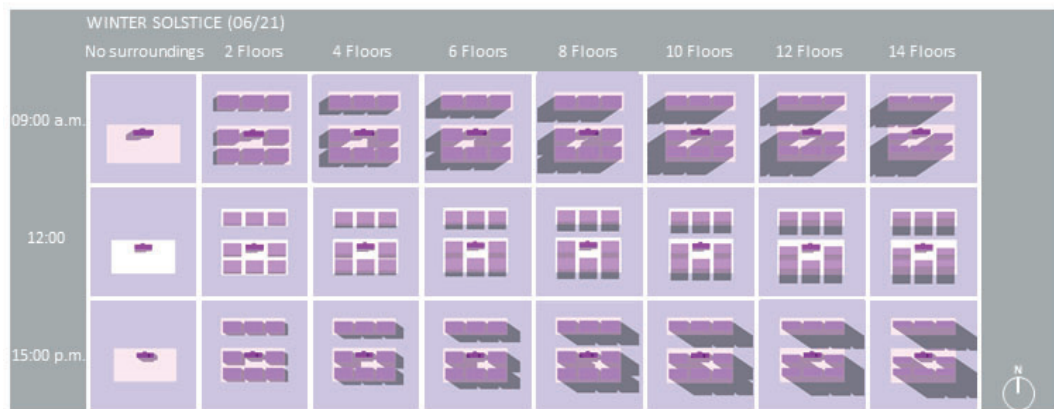 WINTER SOLSTICE (06/21)
No surroundings 2 Floors 4 Floors 6 Floors 8 Floors 10 Floors 12 Floors 14 Floors
09:00 a.m.
12:00
15:00 p.m.
N